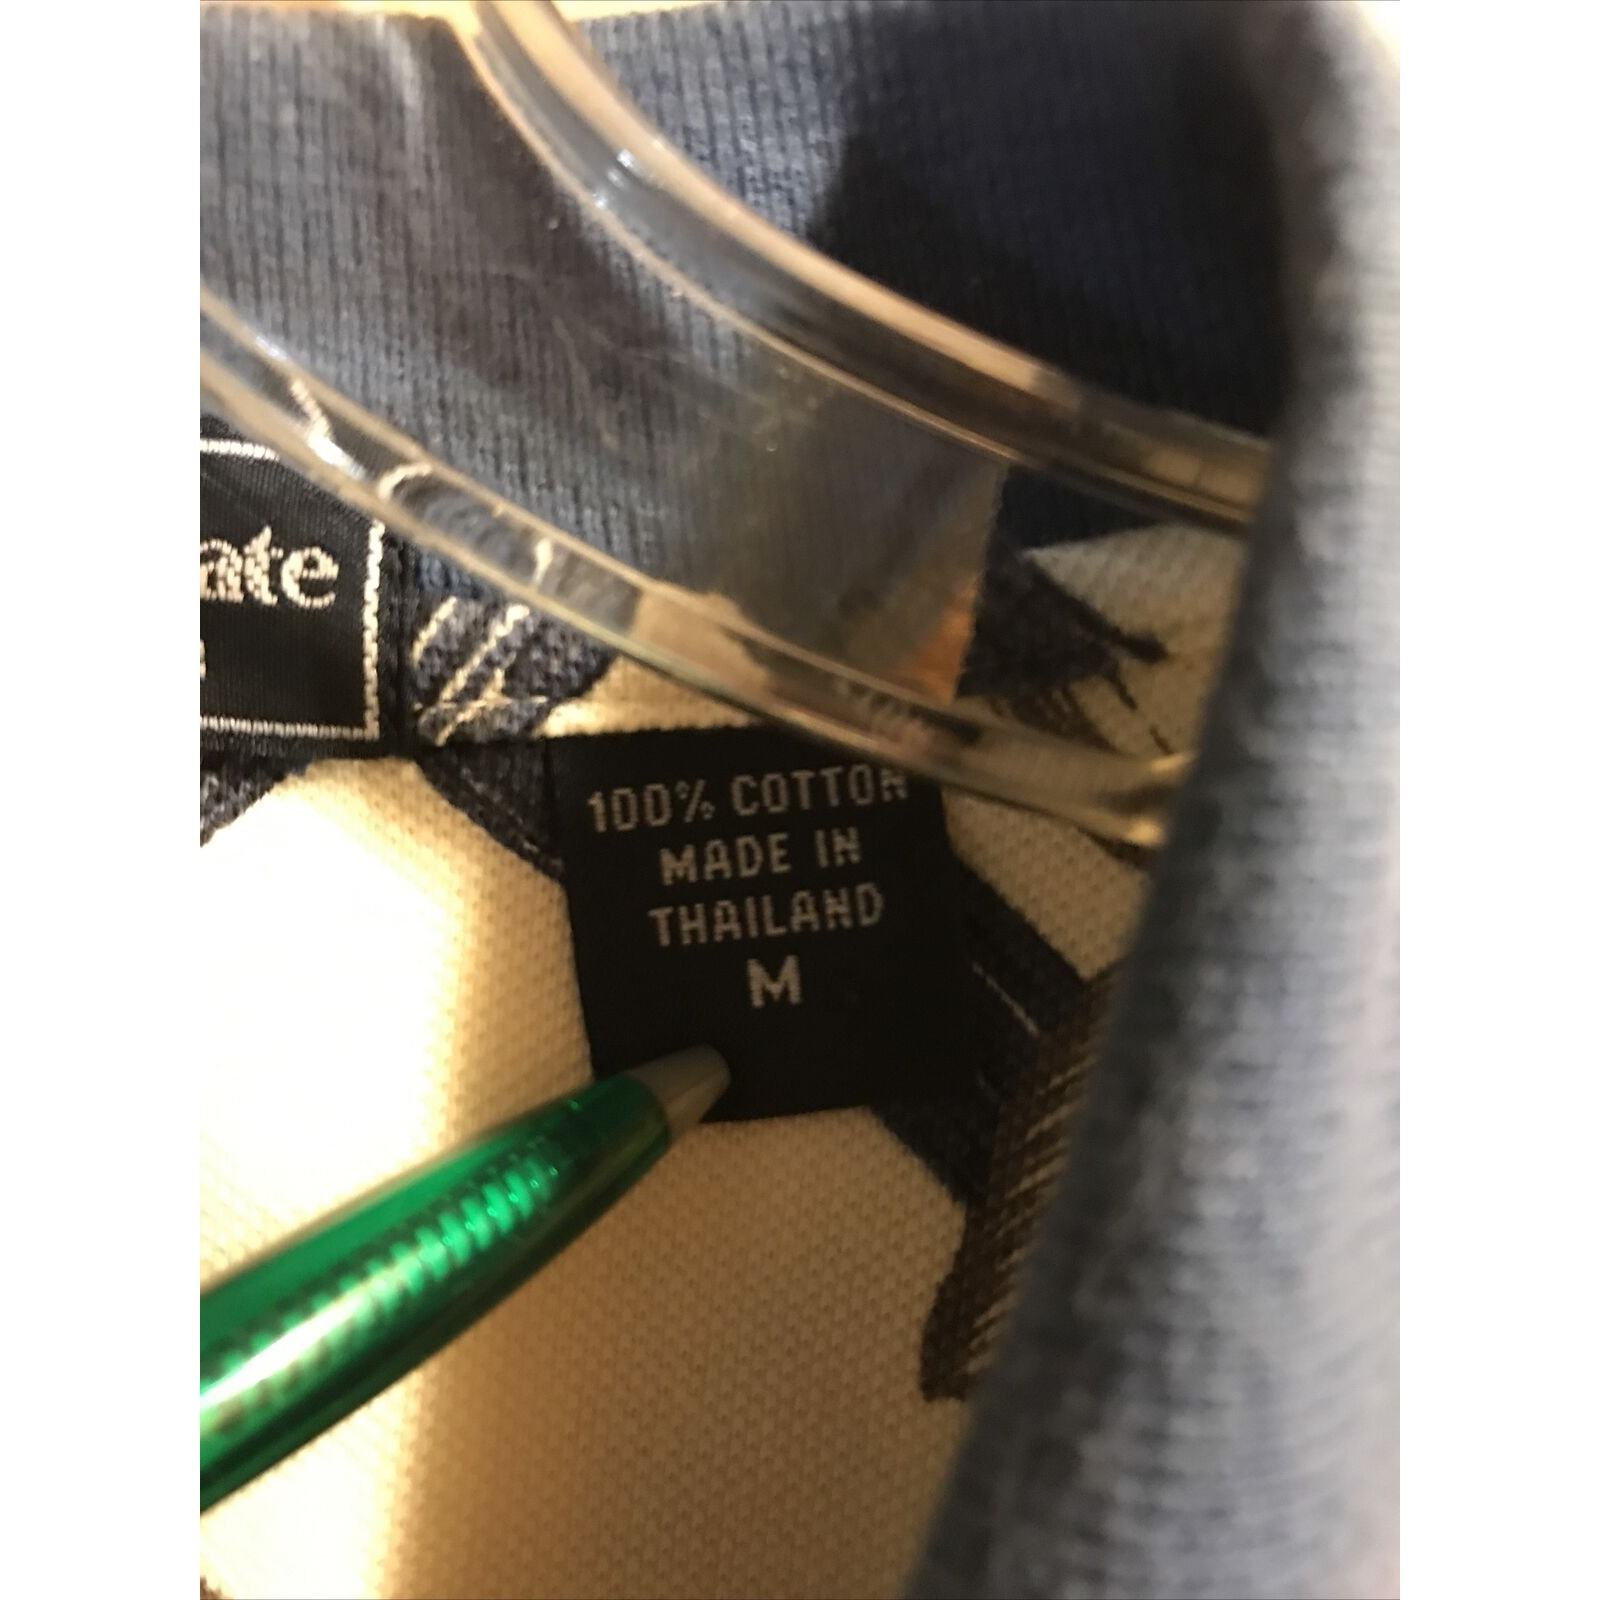 ate
100% COTTON
MADE IN
THAILAND
M